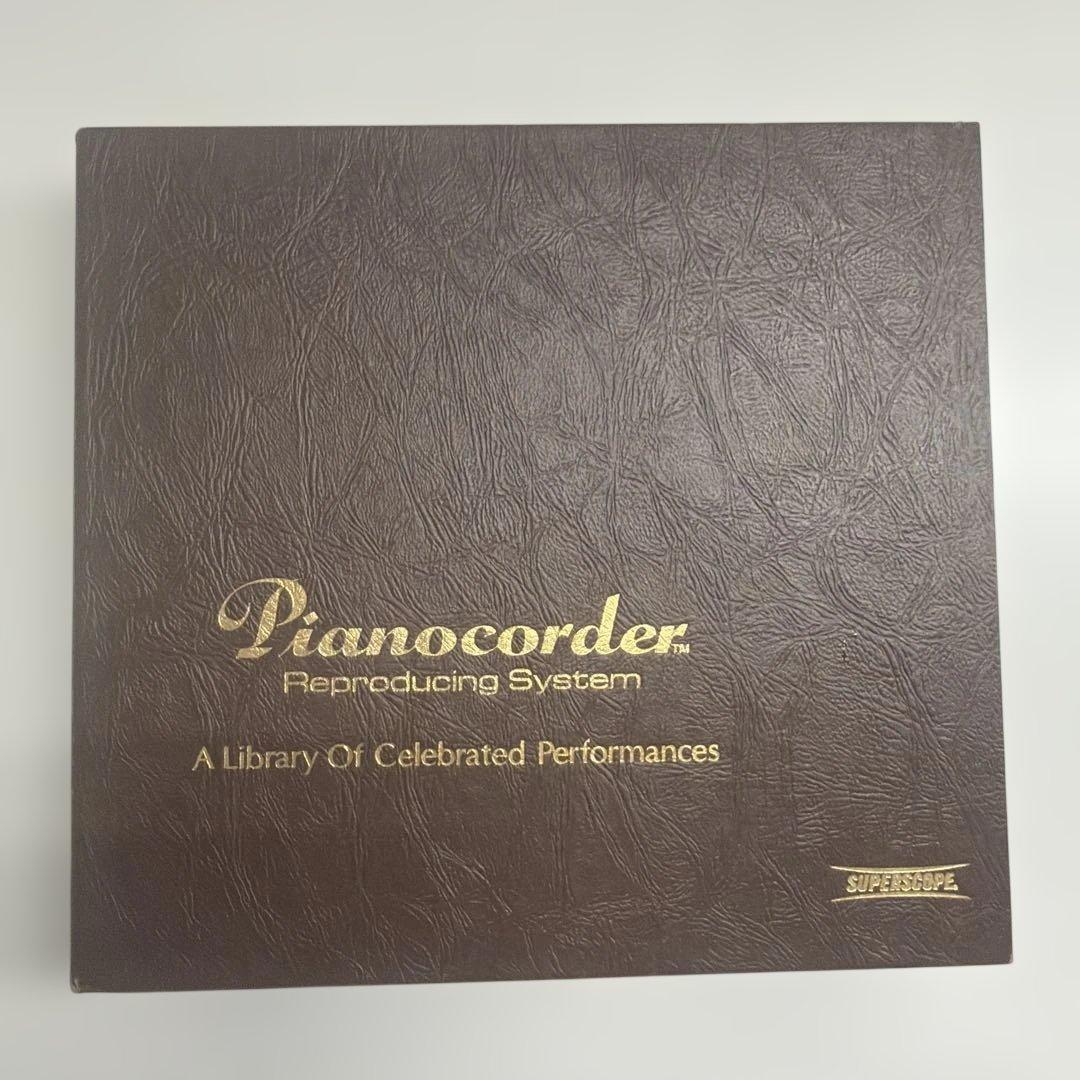 Pianocorder™
Reproducing System
A Library Of Celebrated Performances
SUPERSCOPE®